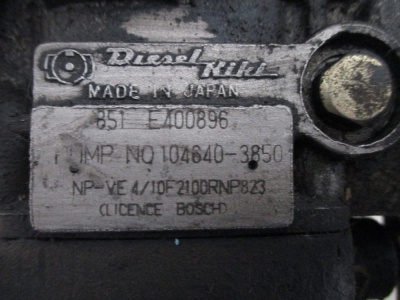 Diesel Kiki
MADE IN JAPAN
851 E400896
PUMP NO 104640-3850
NP-VE 4/10F2100RNP823
(LICENCE BOSCH)